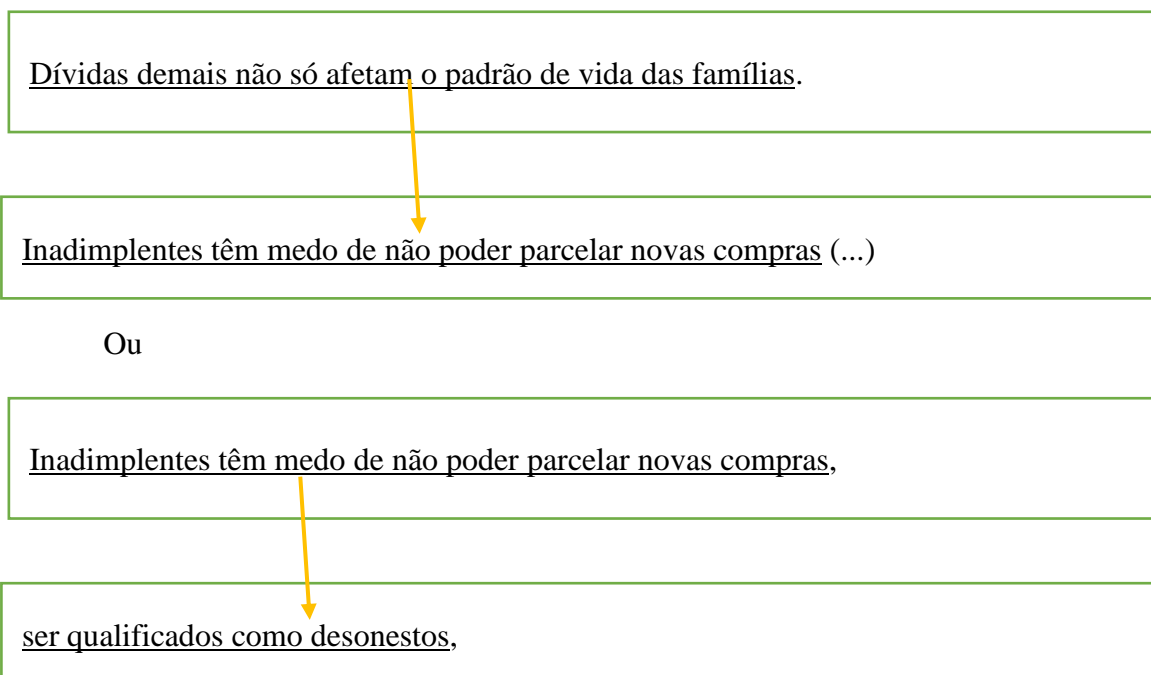 Dívidas demais não só afetam o padrão de vida das famílias.
Inadimplentes têm medo de não poder parcelar novas compras (...)
Ou
Inadimplentes têm medo de não poder parcelar novas compras,
ser qualificados como desonestos,